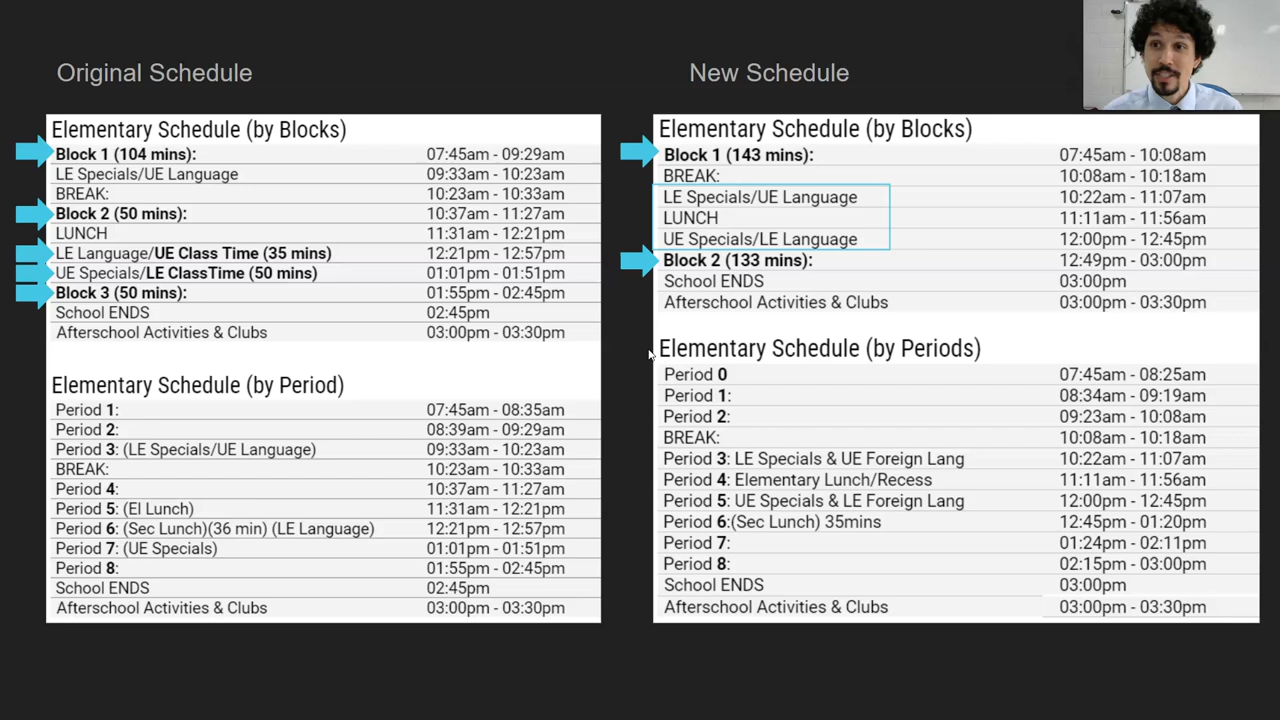 Original Schedule
Elementary Schedule (by Blocks)
Block 1 (104 mins): 07:45am - 09:29am
LE Specials/UE Language 09:33am - 10:23am
BREAK: 10:23am - 10:33am
Block 2 (50 mins): 10:37am - 11:27am
LUNCH 11:31am - 12:21pm
LE Language/UE Class Time (35 mins) 12:21pm - 12:57pm
UE Specials/LE ClassTime (50 mins) 01:01pm - 01:51pm
Block 3 (50 mins): 01:55pm - 02:45pm
School ENDS 02:45pm
Afterschool Activities & Clubs 03:00pm - 03:30pm
Elementary Schedule (by Period)
Period 1: 07:45am - 08:35am
Period 2: 08:39am - 09:29am
Period 3: (LE Specials/UE Language) 09:33am - 10:23am
BREAK: 10:23am - 10:33am
Period 4: 10:37am - 11:27am
Period 5: (El Lunch) 11:31am - 12:21pm
Period 6: (Sec Lunch)(36 min) (LE Language) 12:21pm - 12:57pm
Period 7: (UE Specials) 01:01pm - 01:51pm
Period 8: 01:55pm - 02:45pm
School ENDS 02:45pm
Afterschool Activities & Clubs 03:00pm - 03:30pm
New Schedule
Elementary Schedule (by Blocks)
Block 1 (143 mins): 07:45am - 10:08am
BREAK: 10:08am - 10:18am
LE Specials/UE Language 10:22am - 11:07am
LUNCH 11:11am - 11:56am
UE Specials/LE Language 12:00pm - 12:45pm
Block 2 (133 mins): 12:49pm - 03:00pm
School ENDS 03:00pm
Afterschool Activities & Clubs 03:00pm - 03:30pm
Elementary Schedule (by Periods)
Period 0 07:45am - 08:25am
Period 1: 08:34am - 09:19am
Period 2: 09:23am - 10:08am
BREAK: 10:08am - 10:18am
Period 3: LE Specials & UE Foreign Lang 10:22am - 11:07am
Period 4: Elementary Lunch/Recess 11:11am - 11:56am
Period 5: UE Specials & LE Foreign Lang 12:00pm - 12:45pm
Period 6:(Sec Lunch) 35mins 12:45pm - 01:20pm
Period 7: 01:24pm - 02:11pm
Period 8: 02:15pm - 03:00pm
School ENDS 03:00pm
Afterschool Activities & Clubs 03:00pm - 03:30pm